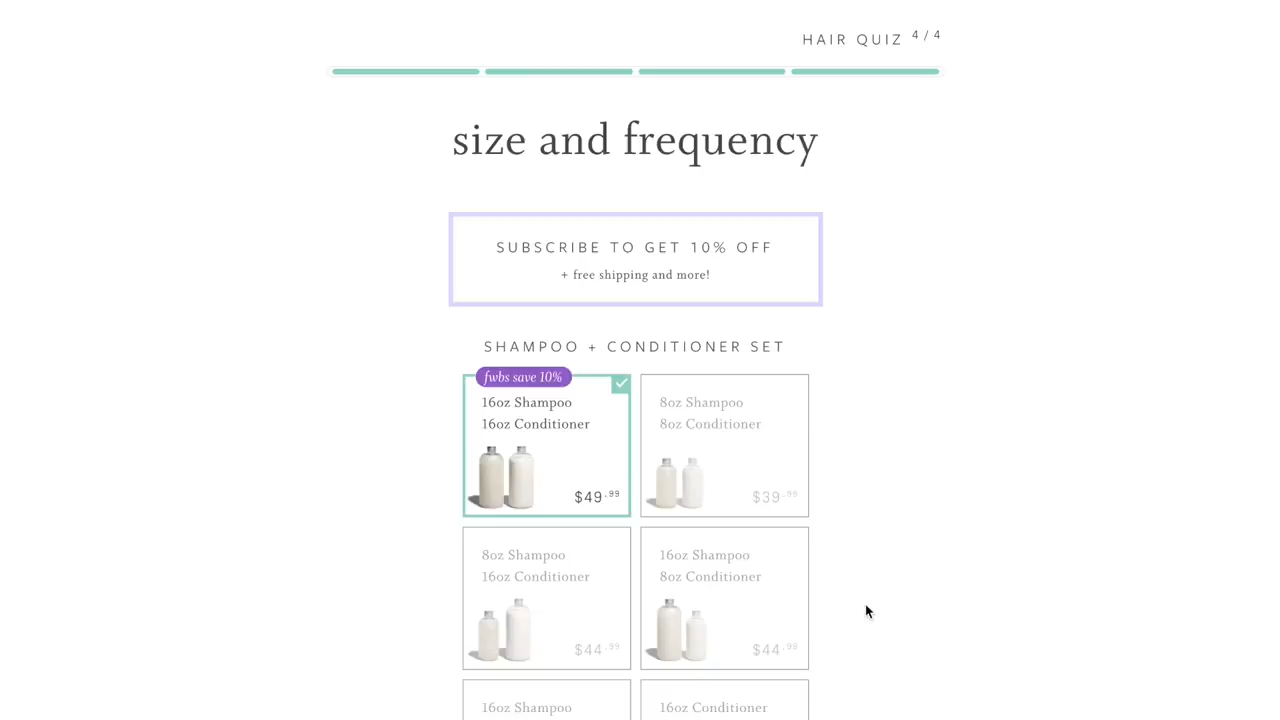 HAIR QUIZ 4 / 4
size and frequency
SUBSCRIBE TO GET 10% OFF
+ free shipping and more!
SHAMPOO + CONDITIONER SET
fwbs save 10%
16oz Shampoo
16oz Conditioner
$49.99
8oz Shampoo
8oz Conditioner
$39.99
8oz Shampoo
16oz Conditioner
$44.99
16oz Shampoo
8oz Conditioner
$44.99
16oz Shampoo
16oz Conditioner